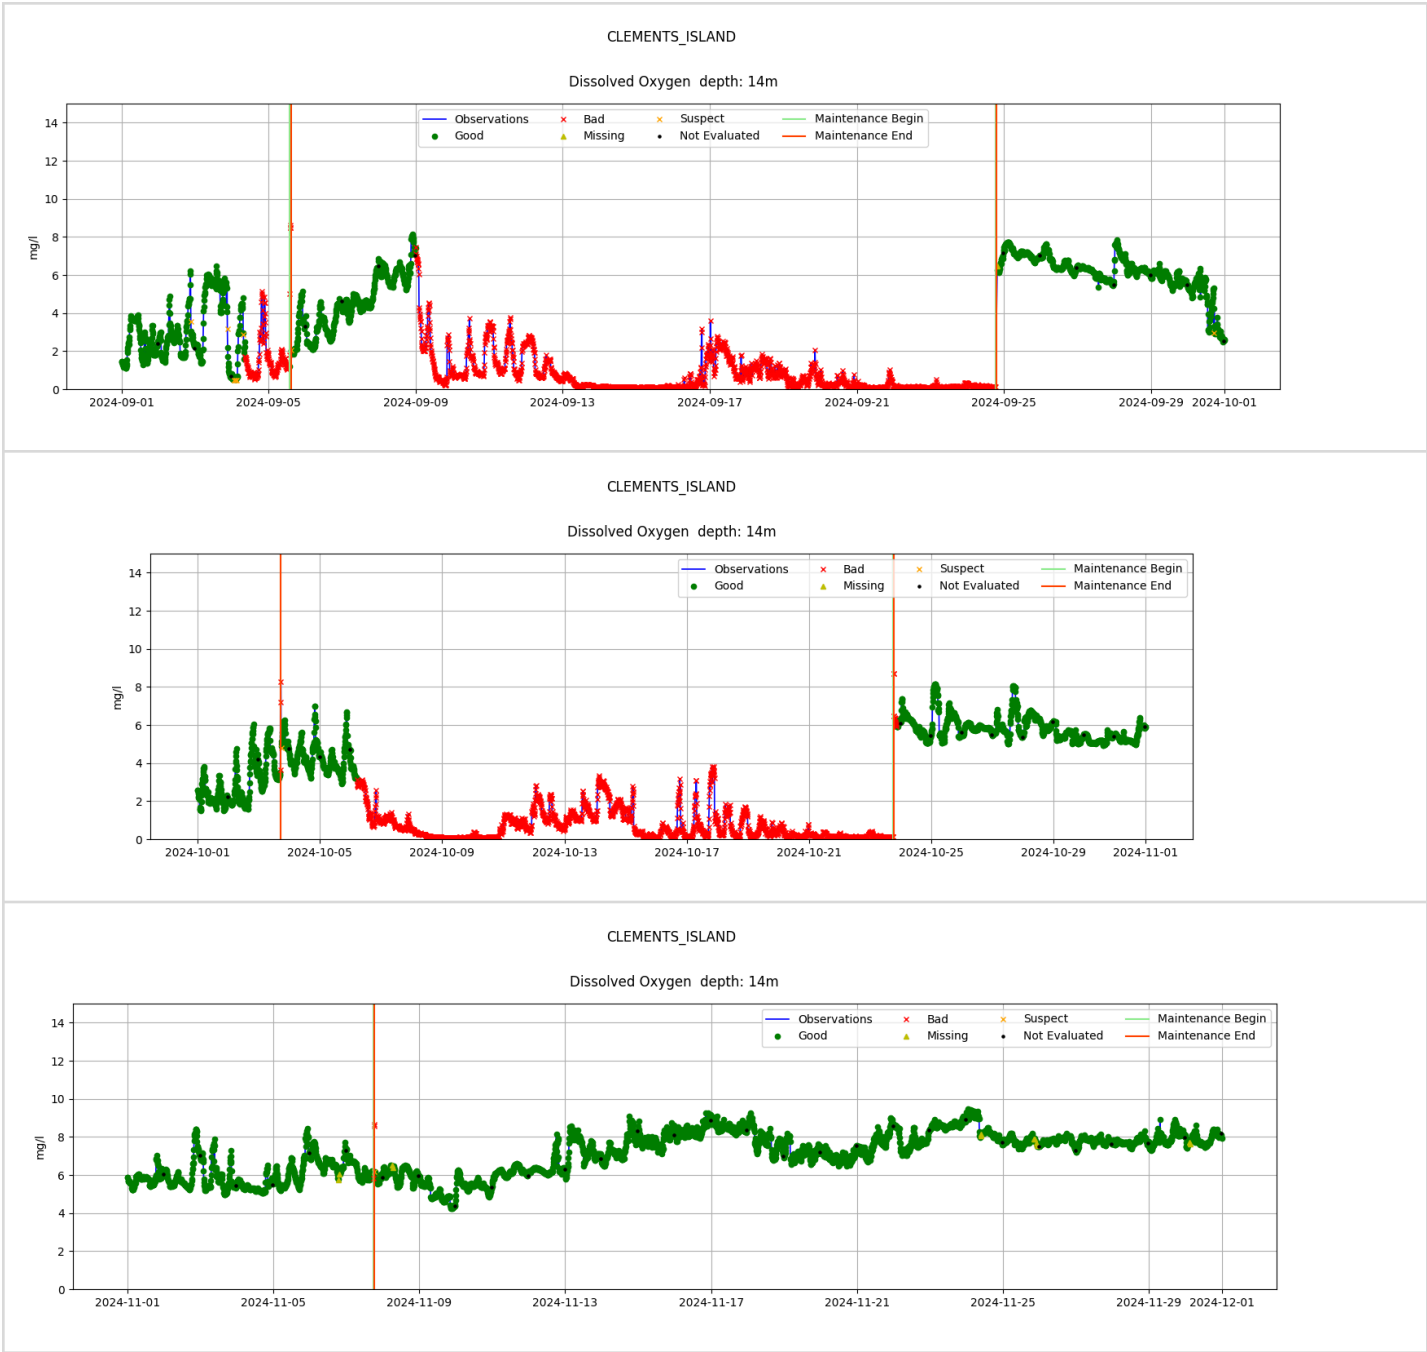 CLEMENTS_ISLAND
Dissolved Oxygen depth: 14m
Observations Bad Suspect Maintenance Begin
Good Missing Not Evaluated Maintenance End
14
12
10
8
6
4
2
0
mg/l
2024-09-01 2024-09-05 2024-09-09 2024-09-13 2024-09-17 2024-09-21 2024-09-25 2024-09-29 2024-10-01
CLEMENTS_ISLAND
Dissolved Oxygen depth: 14m
Observations Bad Suspect Maintenance Begin
Good Missing Not Evaluated Maintenance End
14
12
10
8
6
4
2
0
mg/l
2024-10-01 2024-10-05 2024-10-09 2024-10-13 2024-10-17 2024-10-21 2024-10-25 2024-10-29 2024-11-01
CLEMENTS_ISLAND
Dissolved Oxygen depth: 14m
Observations Bad Suspect Maintenance Begin
Good Missing Not Evaluated Maintenance End
14
12
10
8
6
4
2
0
mg/l
2024-11-01 2024-11-05 2024-11-09 2024-11-13 2024-11-17 2024-11-21 2024-11-25 2024-11-29 2024-12-01